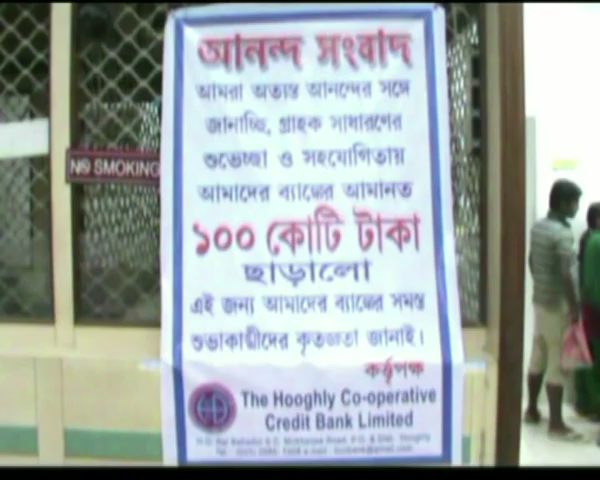 আনন্দ সংবাদ
আমরা অত্যন্ত আনন্দের সঙ্গে
জানাচ্ছি, গ্রাহক সাধারণের
শুভেচ্ছা ও সহযোগিতায়
আমাদের ব্যাঙ্কের আমানত
১০০ কোটি টাকা
ছাড়ালো
এই জন্য আমাদের ব্যাঙ্কের সমস্ত
শুভাকাঙ্খীদের কৃতজ্ঞতা জানাই।
কর্ত্তৃপক্ষ
The Hooghly Co-operative
Credit Bank Limited
NO SMOKING